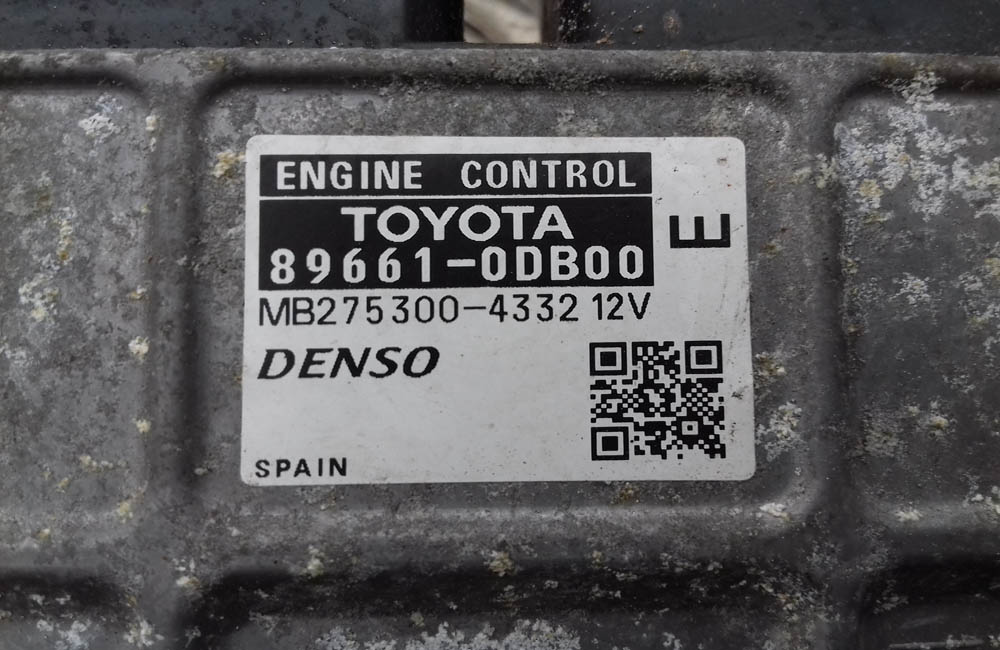 ENGINE CONTROL
TOYOTA
89661-0DB00
E
MB275300-4332 12V
DENSO
SPAIN